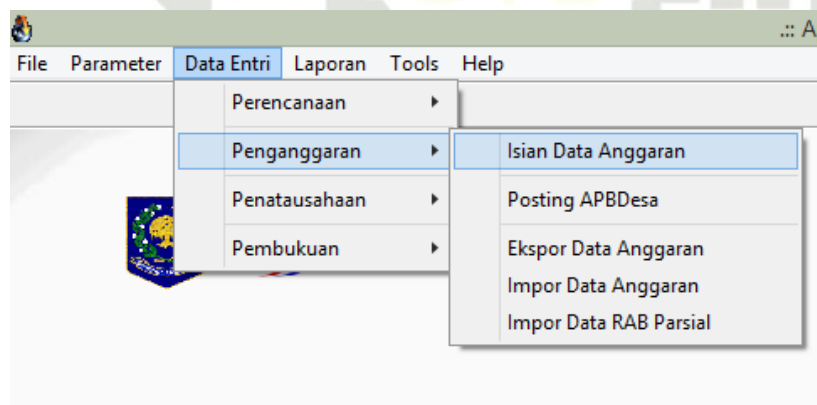 .:: A
File Parameter Data Entri Laporan Tools Help
Perencanaan
Penganggaran
Isian Data Anggaran
Penatausahaan
Posting APBDesa
Pembukuan
Ekspor Data Anggaran
Impor Data Anggaran
Impor Data RAB Parsial